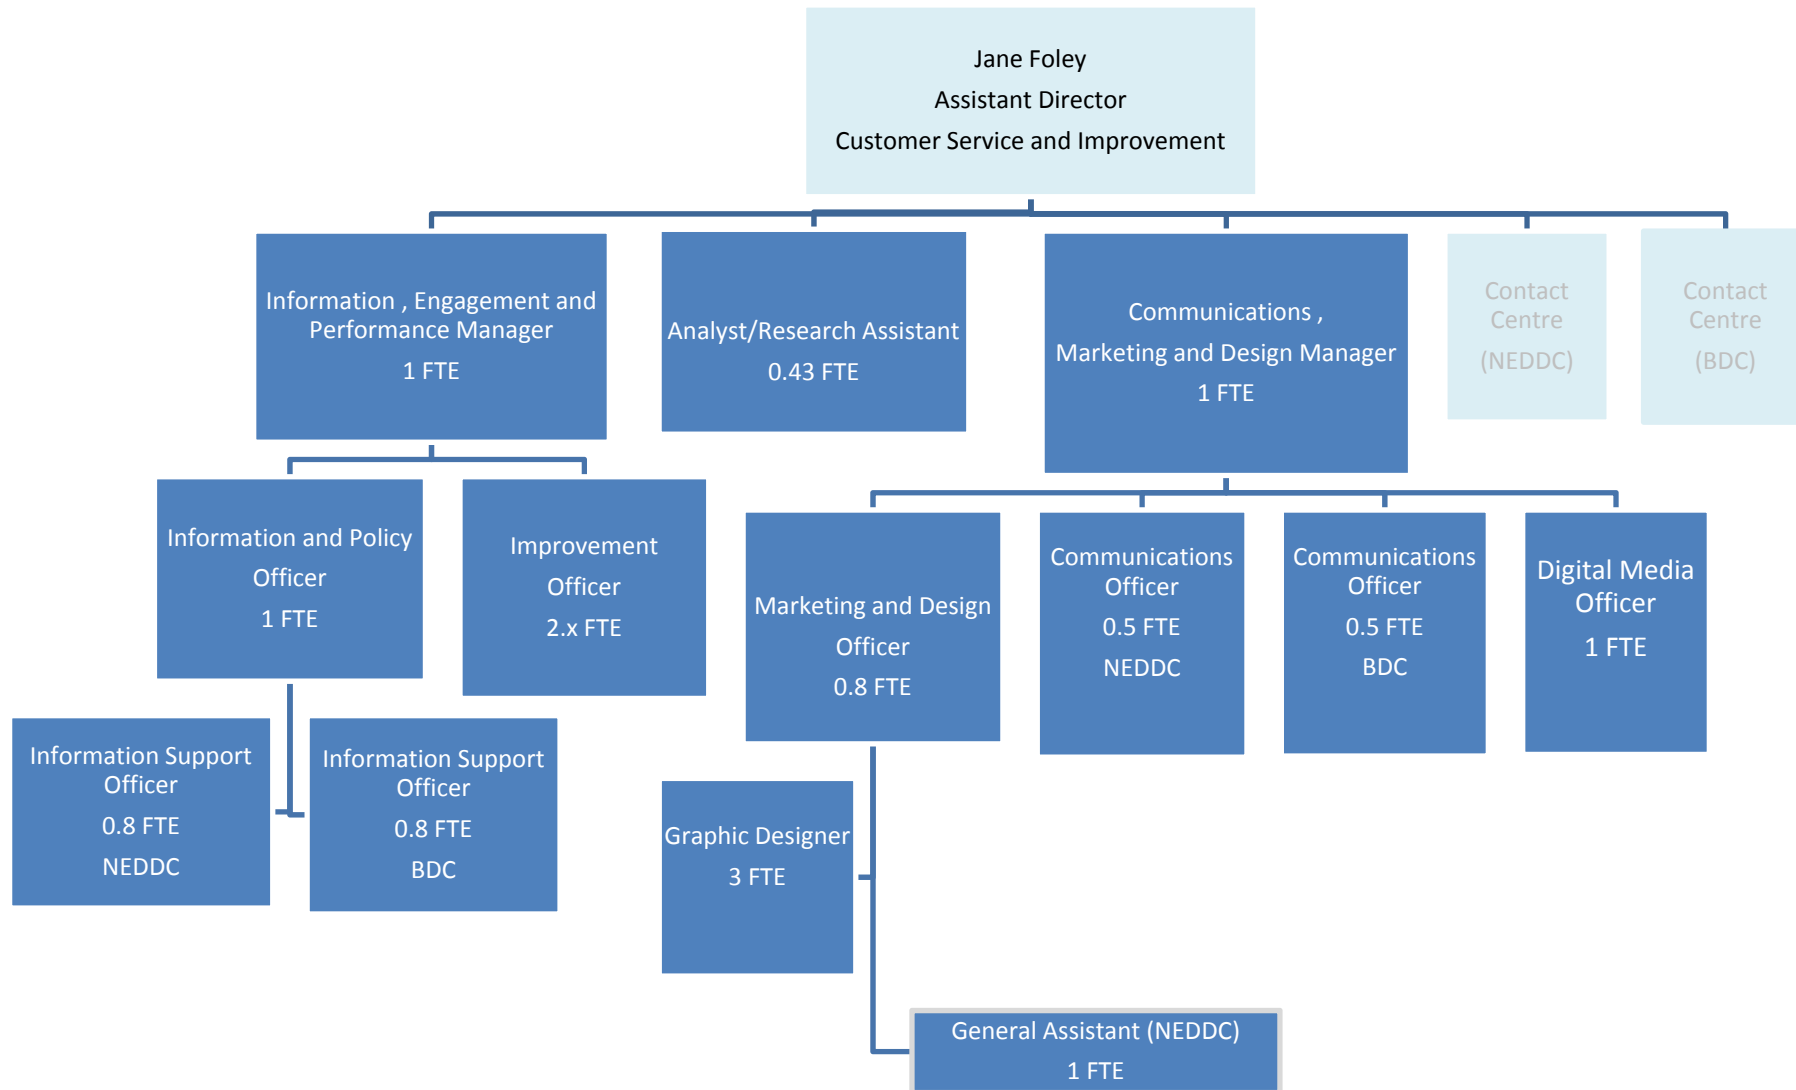 Jane Foley
Assistant Director
Customer Service and Improvement
Information , Engagement and
Performance Manager
1 FTE
Analyst/Research Assistant
0.43 FTE
Communications ,
Marketing and Design Manager
1 FTE
Contact
Centre
(NEDDC)
Contact
Centre
(BDC)
Information and Policy
Officer
1 FTE
Improvement
Officer
2.x FTE
Marketing and Design
Officer
0.8 FTE
Communications
Officer
0.5 FTE
NEDDC
Communications
Officer
0.5 FTE
BDC
Digital Media
Officer
1 FTE
Information Support
Officer
0.8 FTE
NEDDC
Information Support
Officer
0.8 FTE
BDC
Graphic Designer
3 FTE
General Assistant (NEDDC)
1 FTE